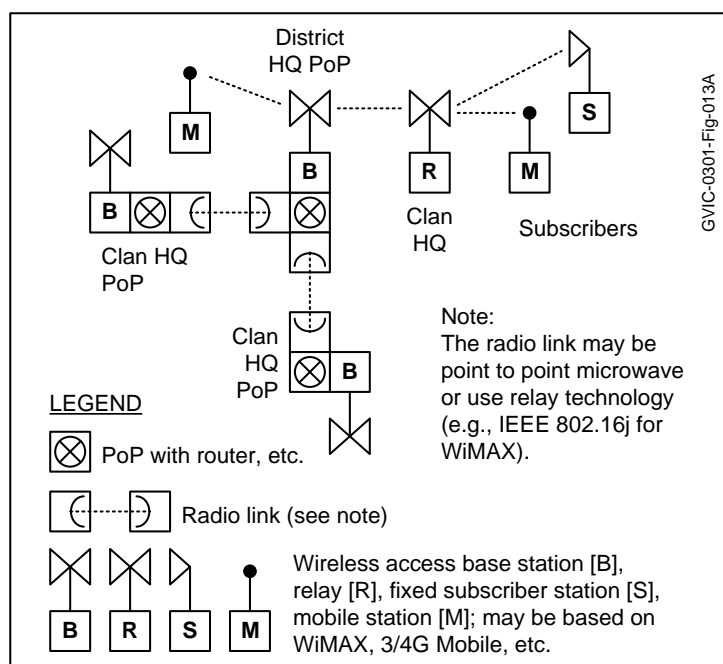 District
HQ PoP
M
S
B
R
M
B
Clan HQ
PoP
Clan
HQ
Subscribers
GVIC-0301-Fig-013A
Clan
HQ
PoP
B
Note:
The radio link may be
point to point microwave
or use relay technology
(e.g., IEEE 802.16j for
WiMAX).
LEGEND
PoP with router, etc.
Radio link (see note)
B
R
S
M
Wireless access base station [B],
relay [R], fixed subscriber station [S],
mobile station [M]; may be based on
WiMAX, 3/4G Mobile, etc.